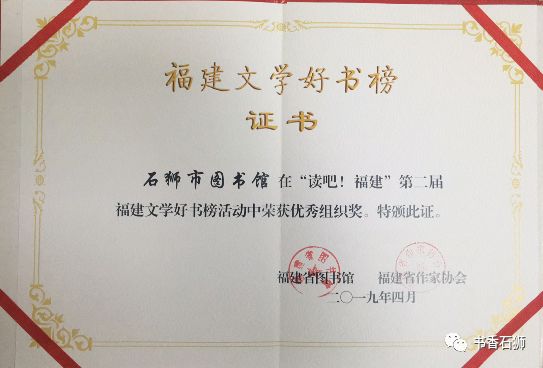 福建文学好书榜
证书
石狮市图书馆在“读吧！福建”第二届
福建文学好书榜活动中荣获优秀组织奖。特颁此证。
福建省图书馆 福建省作家协会
二〇一九年四月
书香石狮